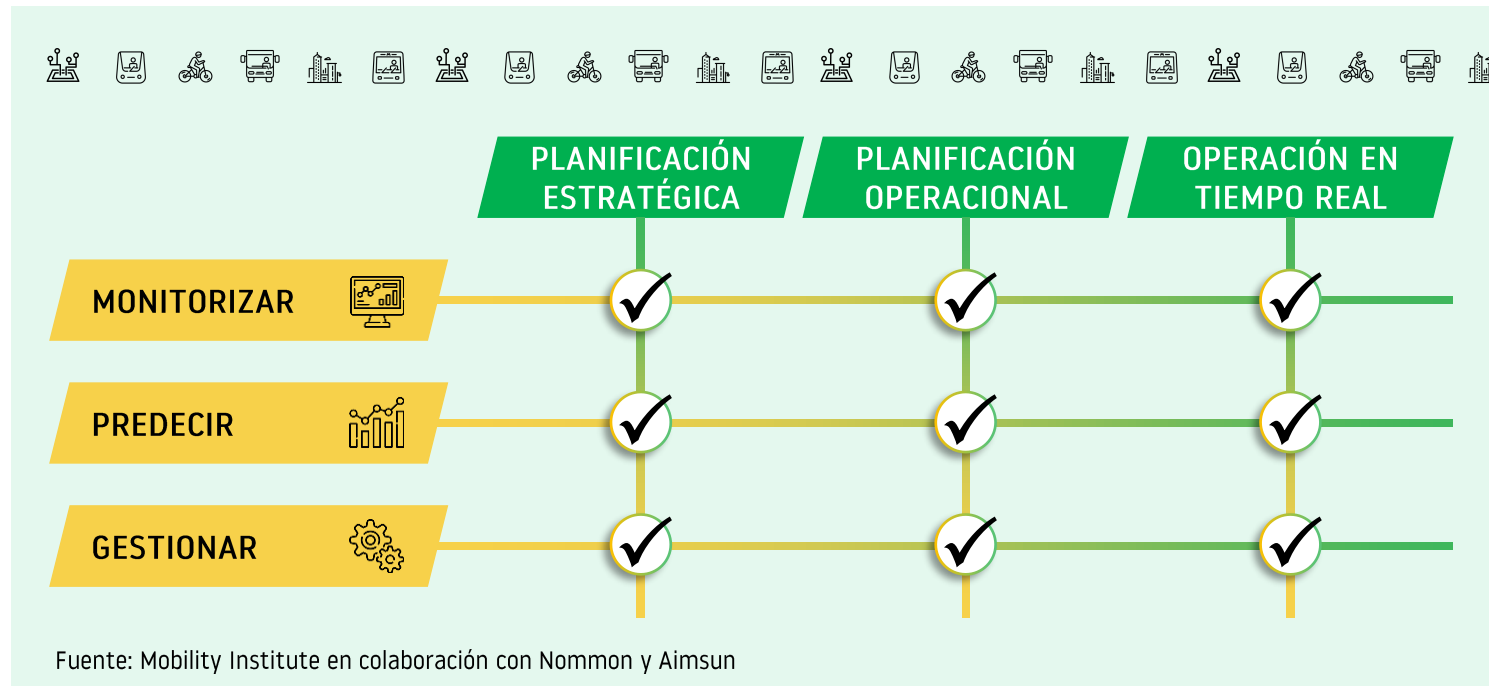 PLANIFICACIÓN
ESTRATÉGICA
PLANIFICACIÓN
OPERACIONAL
OPERACIÓN EN
TIEMPO REAL
MONITORIZAR
PREDECIR
GESTIONAR
Fuente: Mobility Institute en colaboración con Nommon y Aimsun